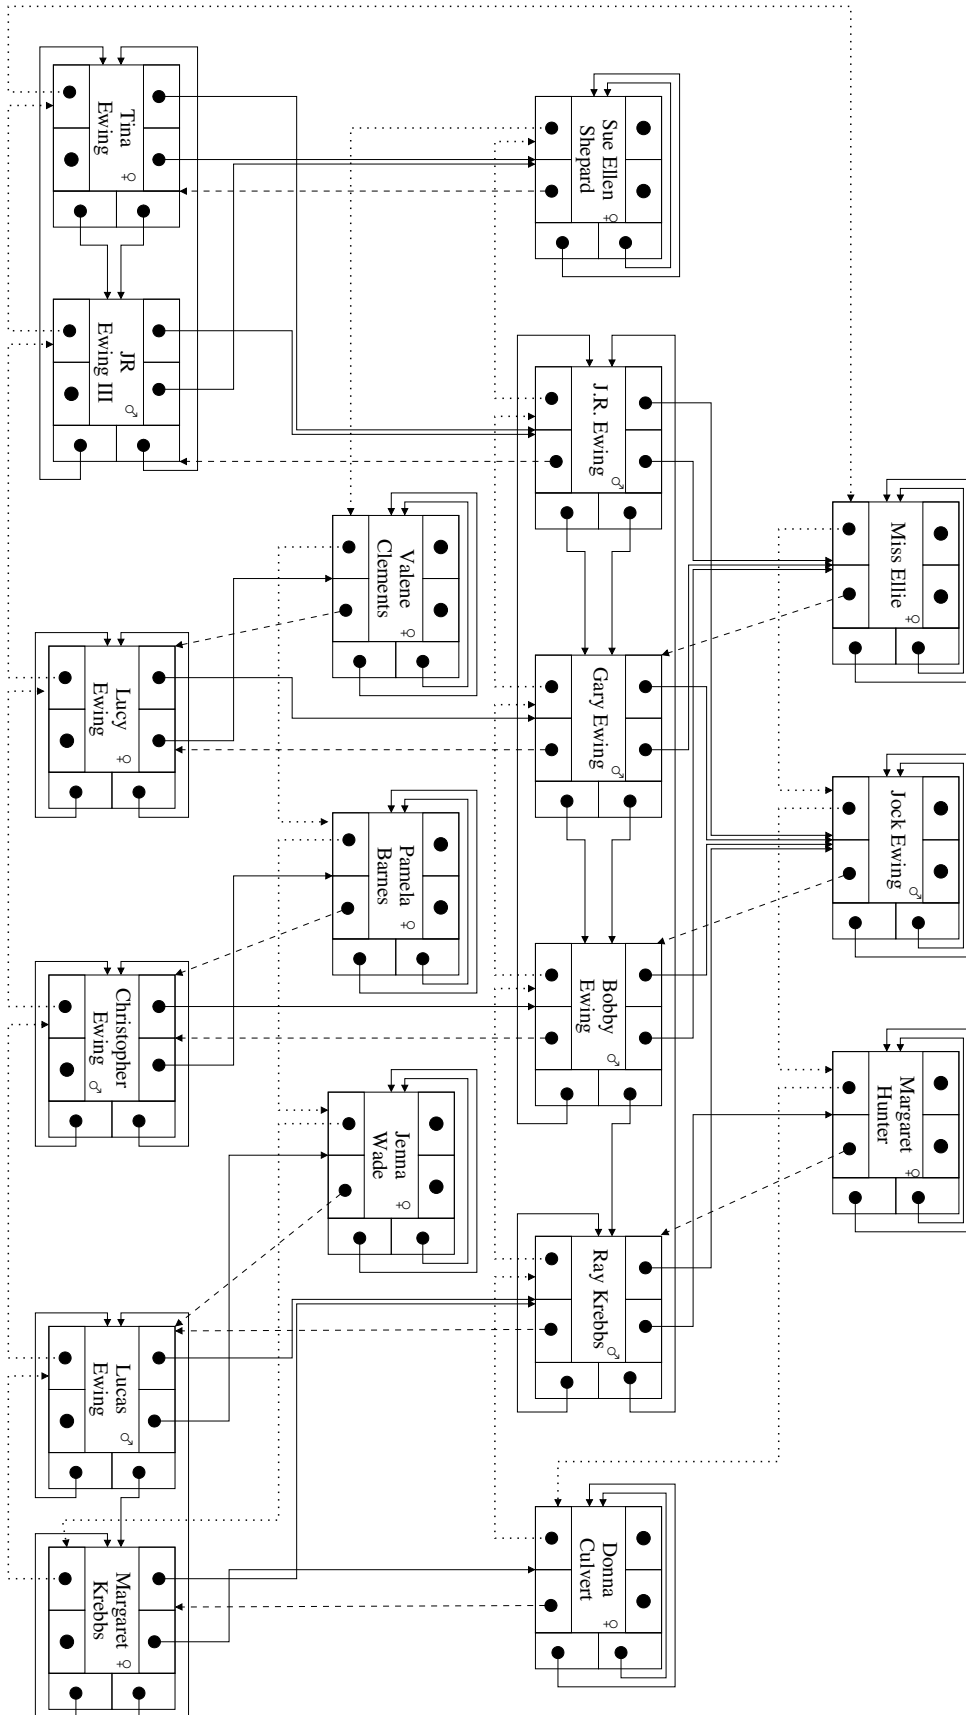 Miss Ellie
♀
Jock Ewing
♂
Margaret
Hunter
♀
Sue Ellen
Shepard
♀
J.R. Ewing
♂
Gary Ewing
♂
Bobby
Ewing
♂
Ray Krebbs
♂
Donna
Culvert
♀
Valene
Clements
♀
Pamela
Barnes
♀
Jenna
Wade
♀
Tina
Ewing
♀
JR
Ewing III
♂
Lucy
Ewing
♀
Christopher
Ewing
♂
Lucas
Ewing
♂
Margaret
Krebbs
♀